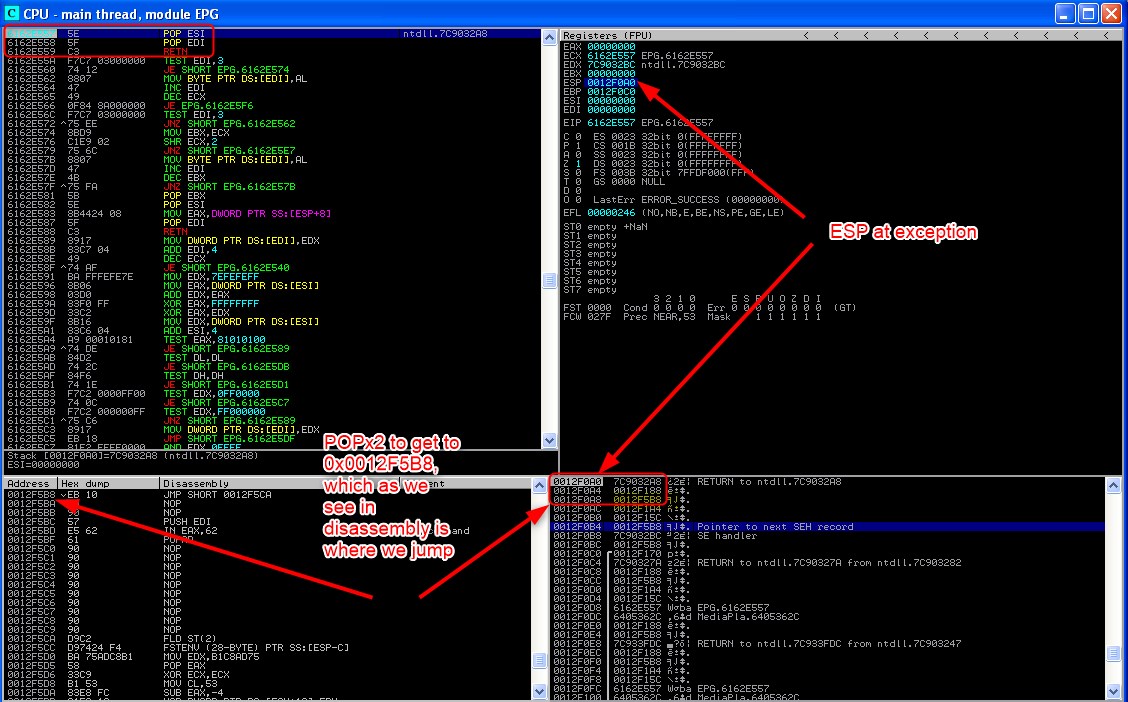 CPU - main thread, module EPG
5E POP ESI ntdll.7C9032A8
6162E558 5F POP EDI
6162E559 C3 RETN
6162E55A F7C7 03000000 TEST EDI,3
6162E560 74 12 JE SHORT EPG.6162E574
6162E562 8807 MOV BYTE PTR DS:[EDI],AL
6162E564 47 INC EDI
6162E565 49 DEC ECX
6162E566 0F84 8A000000 JE EPG.6162E5F6
6162E56C F7C7 03000000 TEST EDI,3
6162E572 ^75 EE JNZ SHORT EPG.6162E562
6162E574 8BD9 MOV EBX,ECX
6162E576 C1E9 02 SHR ECX,2
6162E579 75 6C JNZ SHORT EPG.6162E5E7
6162E57B 8807 MOV BYTE PTR DS:[EDI],AL
6162E57D 47 INC EDI
6162E57E 4B DEC EBX
6162E57F ^75 FA JNZ SHORT EPG.6162E57B
6162E581 5B POP EBX
6162E582 5E POP ESI
6162E583 8B4424 08 MOV EAX,DWORD PTR SS:[ESP+8]
6162E587 5F POP EDI
6162E588 C3 RETN
6162E589 8917 MOV DWORD PTR DS:[EDI],EDX
6162E58B 83C7 04 ADD EDI,4
6162E58E 49 DEC ECX
6162E58F ^74 AF JE SHORT EPG.6162E540
6162E591 BA FFFEFE7E MOV EDX,7EFEFEFF
6162E596 8B06 MOV EAX,DWORD PTR DS:[ESI]
6162E598 03D0 ADD EDX,EAX
6162E59A 83F0 FF XOR EAX,FFFFFFFF
6162E59D 33C2 XOR EAX,EDX
6162E59F 8B16 MOV EDX,DWORD PTR DS:[ESI]
6162E5A1 83C6 04 ADD ESI,4
6162E5A4 A9 00010181 TEST EAX,81010100
6162E5A9 ^74 DE JE SHORT EPG.6162E589
6162E5AB 84D2 TEST DL,DL
6162E5AD 74 2C JE SHORT EPG.6162E5DB
6162E5AF 84F6 TEST DH,DH
6162E5B1 74 1E JE SHORT EPG.6162E5D1
6162E5B3 F7C2 0000FF00 TEST EDX,0FF0000
6162E5B9 74 0C JE SHORT EPG.6162E5C7
6162E5BB F7C2 000000FF TEST EDX,FF000000
6162E5C1 ^75 C6 JNZ SHORT EPG.6162E589
6162E5C3 8917 MOV DWORD PTR DS:[EDI],EDX
6162E5C5 EB 18 JMP SHORT EPG.6162E5DF
6162E5C7 81E2 FFFF0000 AND EDX,0FFFF
Stack [0012F0A0]=7C9032A8 (ntdll.7C9032A8)
ESI=00000000
Registers (FPU) < < < < < < < < < < <
EAX 00000000
ECX 6162E557 EPG.6162E557
EDX 7C9032BC ntdll.7C9032BC
EBX 00000000
ESP 0012F0A0
EBP 0012F0C0
ESI 00000000
EDI 00000000
EIP 6162E557 EPG.6162E557
C 0 ES 0023 32bit 0(FFFFFFFF)
P 1 CS 001B 32bit 0(FFFFFFFF)
A 0 SS 0023 32bit 0(FFFFFFFF)
Z 1 DS 0023 32bit 0(FFFFFFFF)
S 0 FS 003B 32bit 7FFDF000(FFF)
T 0 GS 0000 NULL
D 0
O 0 LastErr ERROR_SUCCESS (00000000)
EFL 00000246 (NO,NB,E,BE,NS,PE,GE,LE)
ST0 empty +NaN
ST1 empty
ST2 empty
ST3 empty
ST4 empty
ST5 empty
ST6 empty
ST7 empty
3 2 1 0 E S P U O Z D I
FST 0000 Cond 0 0 0 0 Err 0 0 0 0 0 0 0 0 (GT)
FCW 027F Prec NEAR,53 Mask 1 1 1 1 1 1
ESP at exception
POPx2 to get to
0x0012F5B8,
which as we
see in
disassembly is
where we jump
Address Hex dump Disassembly
0012F5B8 EB 10 JMP SHORT 0012F5CA
0012F5BA NOP
0012F5BB 90 NOP
0012F5BC 57 PUSH EDI
0012F5BD E5 62 IN EAX,62
0012F5BF 61 POPAD
0012F5C0 90 NOP
0012F5C1 90 NOP
0012F5C2 90 NOP
0012F5C3 90 NOP
0012F5C4 90 NOP
0012F5C5 90 NOP
0012F5C6 90 NOP
0012F5C7 90 NOP
0012F5C8 90 NOP
0012F5C9 90 NOP
0012F5CA D9C2 FLD ST(2)
0012F5CC D97424 F4 FSTENV (28-BYTE) PTR SS:[ESP-C]
0012F5D0 BA 75ADC8B1 MOV EDX,B1C8AD75
0012F5D5 58 POP EAX
0012F5D6 33C9 XOR ECX,ECX
0012F5D8 B1 53 MOV CL,53
0012F5DA 83E8 FC SUB EAX,-4
0012F0A0 7C9032A8 RETURN to ntdll.7C9032A8
0012F0A4 0012F188
0012F0A8 0012F5B8
0012F0AC 0012F1A4
0012F0B0 0012F15C
0012F0B4 0012F5B8 Pointer to next SEH record
0012F0B8 7C9032BC SE handler
0012F0BC 0012F5B8
0012F0C0 0012F170
0012F0C4 7C90327A RETURN to ntdll.7C90327A from ntdll.7C903282
0012F0C8 0012F188
0012F0CC 0012F5B8
0012F0D0 0012F1A4
0012F0D4 0012F15C
0012F0D8 6162E557 EPG.6162E557
0012F0DC 6405362C MediaPla.6405362C
0012F0E0 0012F188
0012F0E4 0012F5B8
0012F0E8 7C933FDC RETURN to ntdll.7C933FDC from ntdll.7C903247
0012F0EC 0012F188
0012F0F0 0012F5B8
0012F0F4 0012F1A4
0012F0F8 0012F15C
0012F0FC 6162E557 EPG.6162E557
0012F100 6405362C MediaPla.6405362C